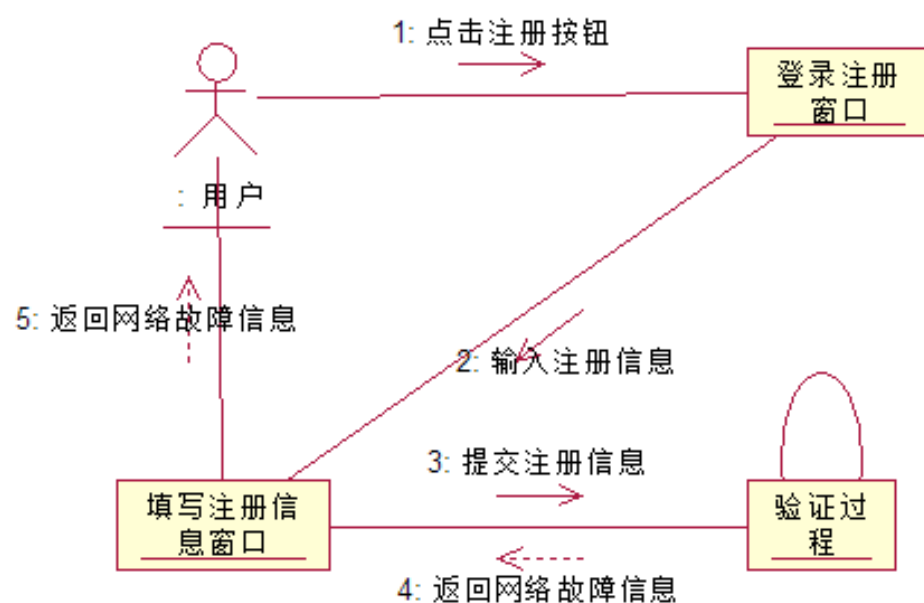 1: 点击注册按钮
登录注册
窗口
: 用户
5: 返回网络故障信息
2: 输入注册信息
3: 提交注册信息
填写注册信
息窗口
验证过
程
4: 返回网络故障信息